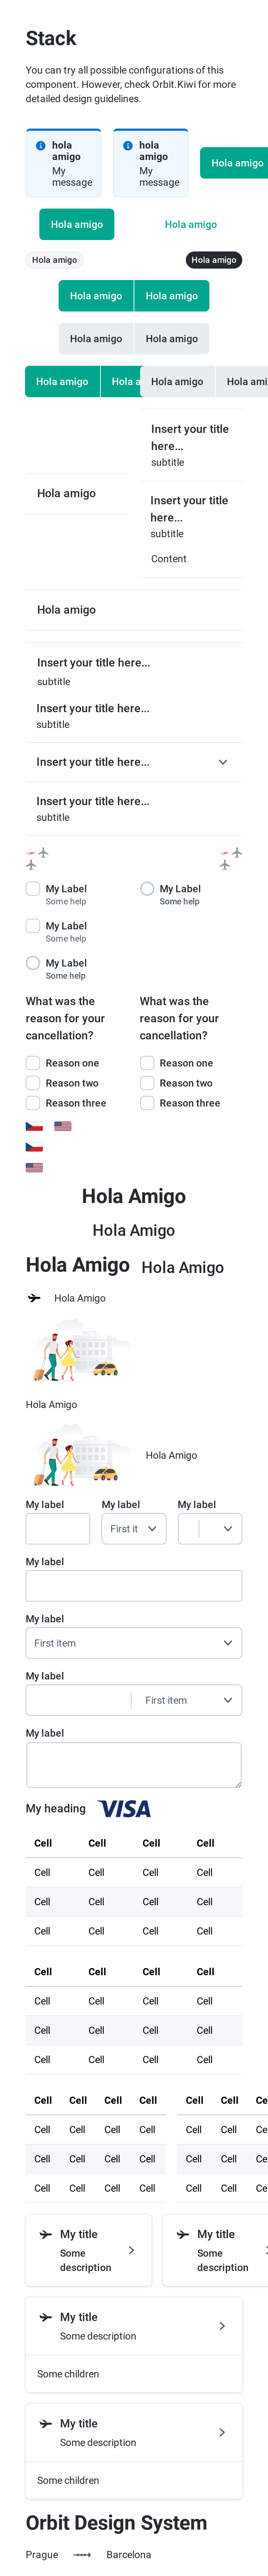 Stack
You can try all possible configurations of this
component. However, check Orbit.Kiwi for more
detailed design guidelines.
hola
amigo
My
message
hola
amigo
My
message
Hola amigo
Hola amigo
Hola amigo
Hola amigo
Hola amigo
Hola amigo
Hola amigo
Hola amigo
Hola amigo
Hola amigo
Hola a
Hola amigo
Hola ami
Insert your title
here...
subtitle
Hola amigo
Insert your title
here...
subtitle
Content
Hola amigo
Insert your title here...
subtitle
Insert your title here...
subtitle
Insert your title here...
Insert your title here...
subtitle
My Label
Some help
My Label
Some help
My Label
Some help
My Label
Some help
What was the
reason for your
cancellation?
What was the
reason for your
cancellation?
Reason one
Reason one
Reason two
Reason two
Reason three
Reason three
Hola Amigo
Hola Amigo
Hola Amigo
Hola Amigo
Hola Amigo
Hola Amigo
Hola Amigo
My label
My label
My label
First it
My label
My label
First item
My label
First item
My label
My heading
VISA
Cell Cell Cell Cell
Cell Cell Cell Cell
Cell Cell Cell Cell
Cell Cell Cell Cell
Cell Cell Cell Cell
Cell Cell Cell Cell
Cell Cell Cell Cell
Cell Cell Cell Cell
Cell Cell Cell Cell Cell Cell Ce
Cell Cell Cell Cell Cell Cell Cel
Cell Cell Cell Cell Cell Cell Cel
Cell Cell Cell Cell Cell Cell Cel
My title
Some
description
My title
Some
description
My title
Some description
Some children
My title
Some description
Some children
Orbit Design System
Prague
Barcelona